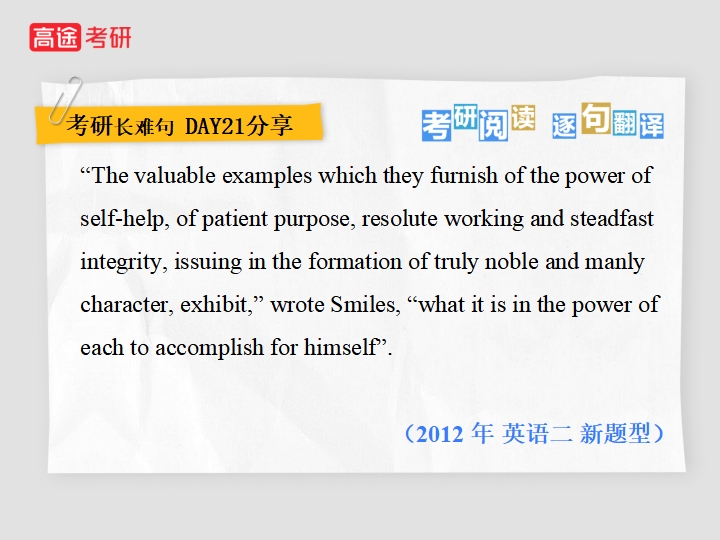 高途考研
考研长难句 DAY21分享
考研阅读 逐句翻译
“The valuable examples which they furnish of the power of
self-help, of patient purpose, resolute working and steadfast
integrity, issuing in the formation of truly noble and manly
character, exhibit,” wrote Smiles, “what it is in the power of
each to accomplish for himself”.
（2012 年 英语二 新题型）